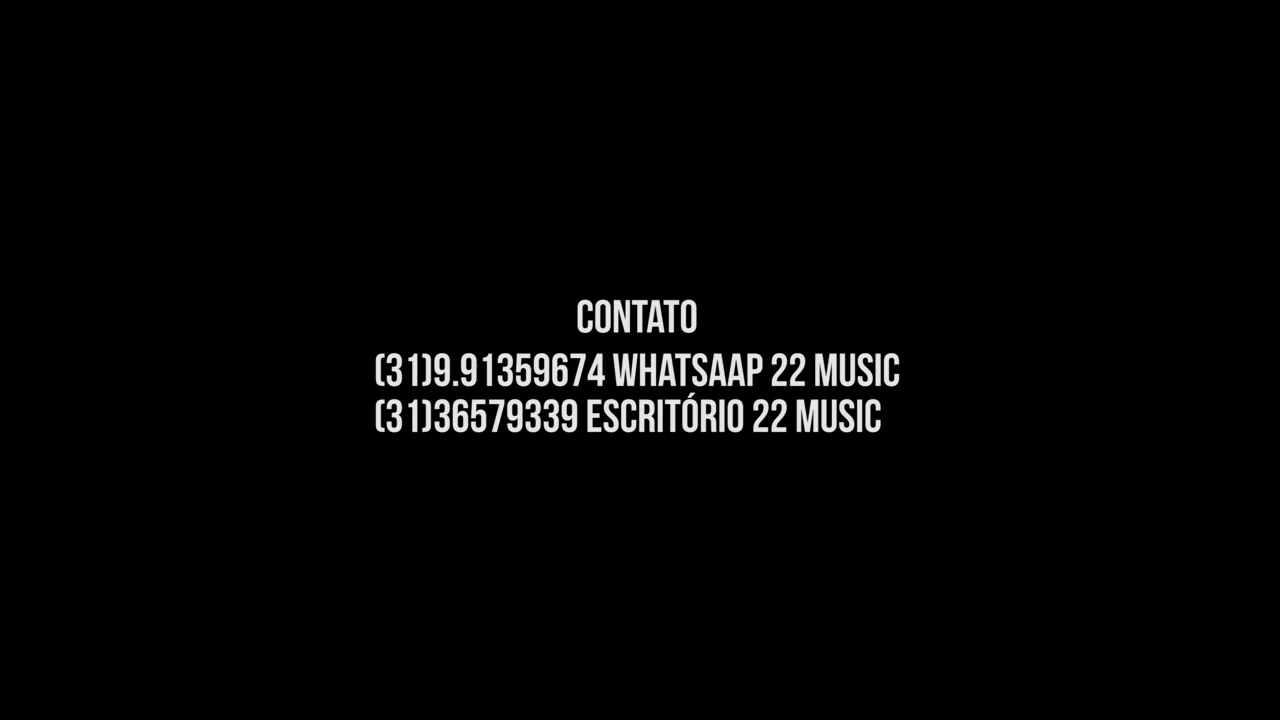 CONTATO
(31)9.91359674 WHATSAAP 22 MUSIC
(31)36579339 ESCRITÓRIO 22 MUSIC